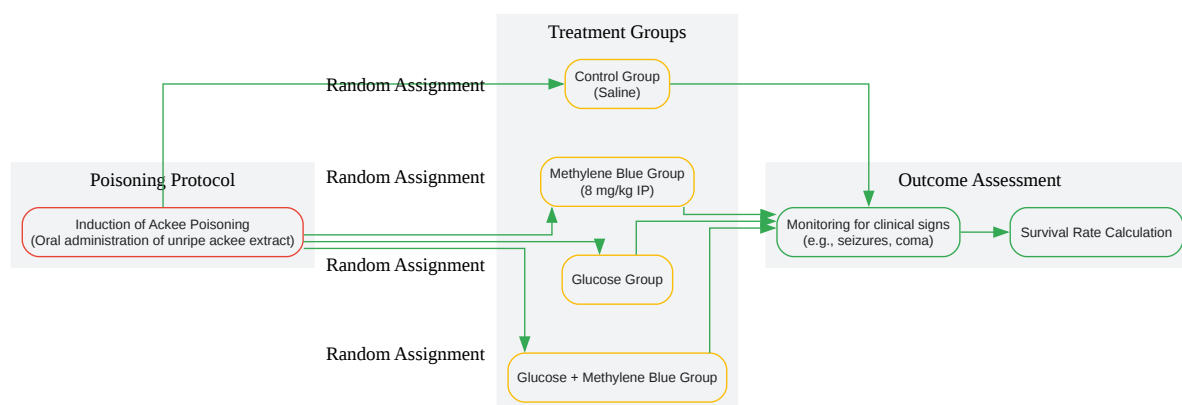 Treatment Groups
Random Assignment
Control Group
(Saline)
Poisoning Protocol
Random Assignment
Methylene Blue Group
(8 mg/kg IP)
Outcome Assessment
Induction of Ackee Poisoning
(Oral administration of unripe ackee extract)
Monitoring for clinical signs
(e.g., seizures, coma)
Survival Rate Calculation
Random Assignment
Glucose Group
Random Assignment
Glucose + Methylene Blue Group